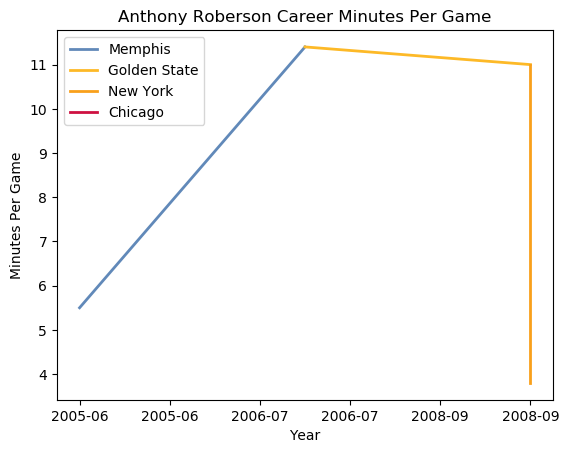 Anthony Roberson Career Minutes Per Game
Memphis
Golden State
New York
Chicago
Minutes Per Game
11
10
9
8
7
6
5
4
2005-06 2005-06 2006-07 2006-07 2008-09 2008-09
Year